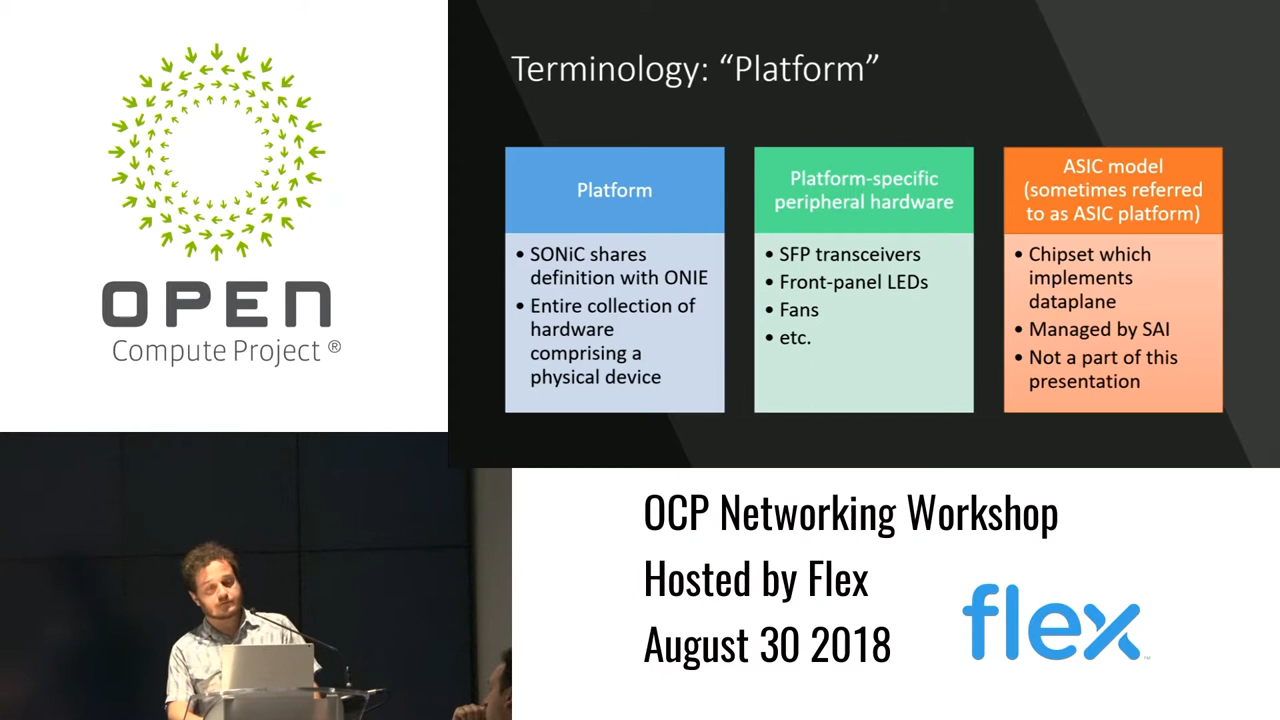 OPEN
Compute Project ®
Terminology: “Platform”
Platform
• SONiC shares
definition with ONIE
• Entire collection of
hardware
comprising a
physical device
Platform-specific
peripheral hardware
• SFP transceivers
• Front-panel LEDs
• Fans
• etc.
ASIC model
(sometimes referred
to as ASIC platform)
• Chipset which
implements
dataplane
• Managed by SAI
• Not a part of this
presentation
OCP Networking Workshop
Hosted by Flex
August 30 2018
flex
TM